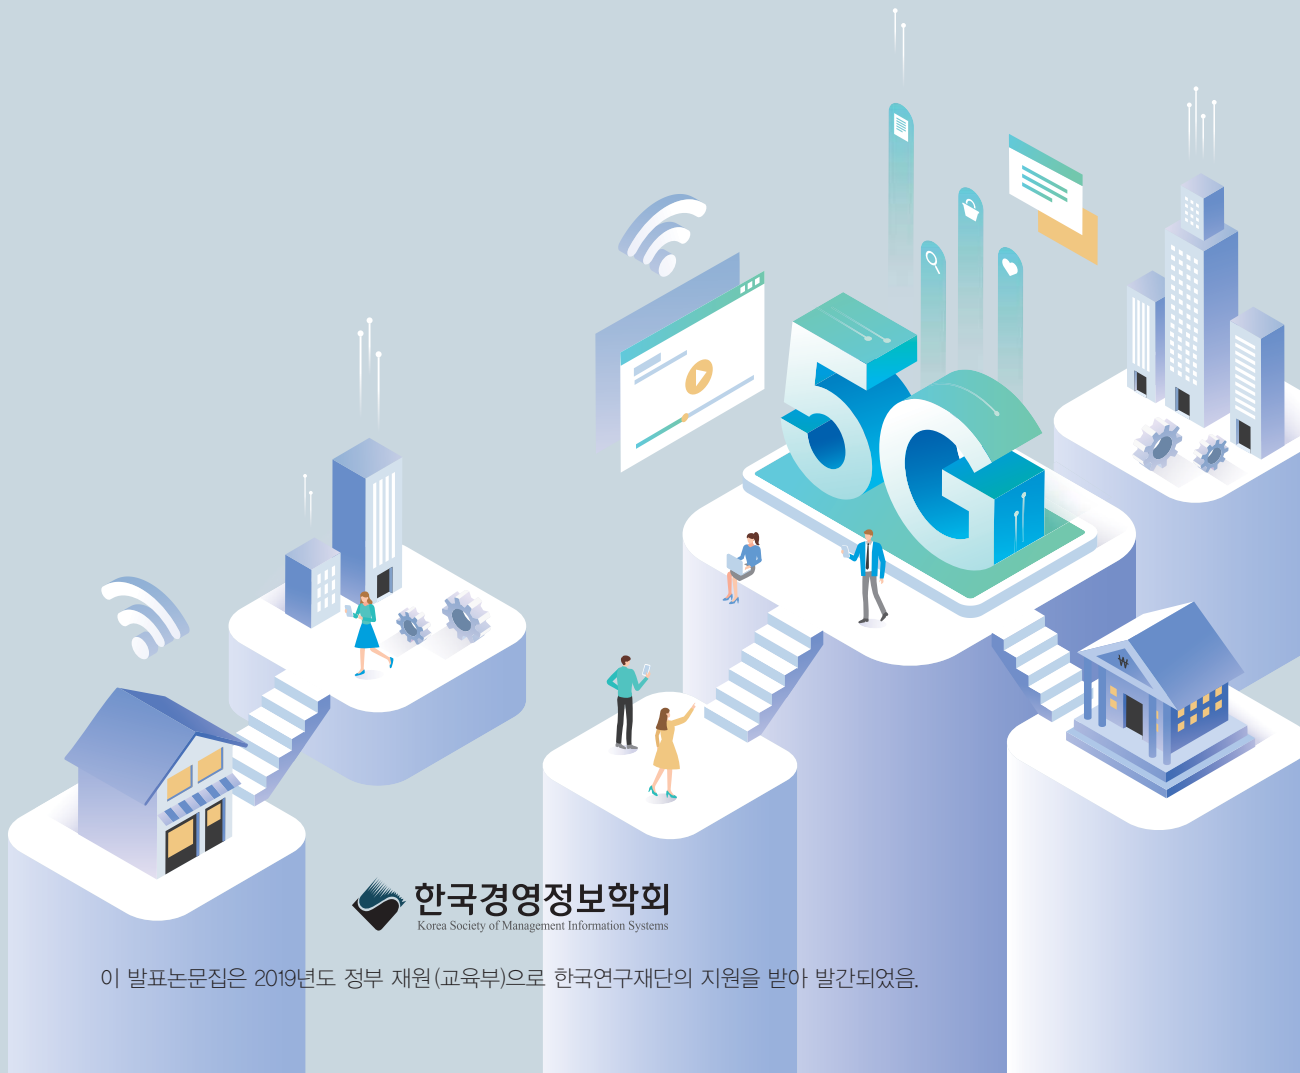 5G
₩
한국경영정보학회
Korea Society of Management Information Systems
이 발표논문집은 2019년도 정부 재원(교육부)으로 한국연구재단의 지원을 받아 발간되었음.